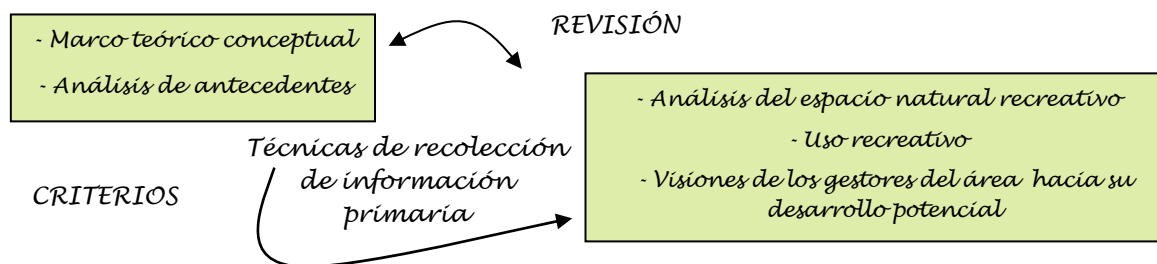 - Marco teórico conceptual
- Análisis de antecedentes
REVISIÓN
- Análisis del espacio natural recreativo
- Uso recreativo
- Visiones de los gestores del área hacia su
desarrollo potencial
Técnicas de recolección
de información
primaria
CRITERIOS